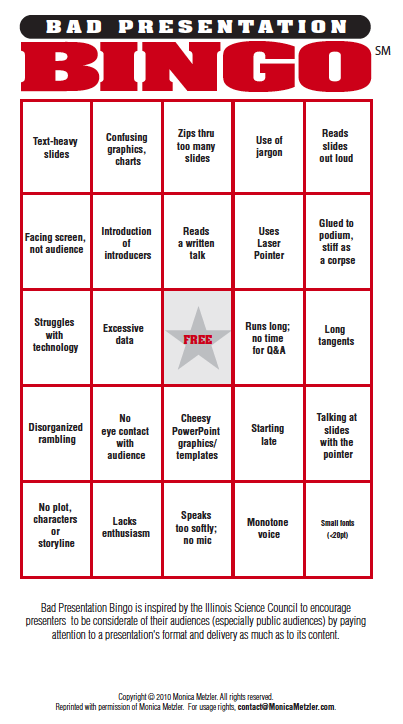 BAD PRESENTATION
BINGO SM
Text-heavy
slides
Confusing
graphics,
charts
Zips thru
too many
slides
Use of
jargon
Reads
slides
out loud
Facing screen,
not audience
Introduction
of
introducers
Reads
a written
talk
Uses
Laser
Pointer
Glued to
podium,
stiff as
a corpse
Struggles
with
technology
Excessive
data
FREE
Runs long;
no time
for Q&A
Long
tangents
Disorganized
rambling
No
eye contact
with
audience
Cheesy
PowerPoint
graphics/
templates
Starting
late
Talking at
slides
with the
pointer
No plot,
characters
or
storyline
Lacks
enthusiasm
Speaks
too softly;
no mic
Monotone
voice
Small fonts
(<20pt)
Bad Presentation Bingo is inspired by the Illinois Science Council to encourage
presenters to be considerate of their audiences (especially public audiences) by paying
attention to a presentation's format and delivery as much as to its content.
Copyright © 2010 Monica Metzler. All rights reserved.
Reprinted with permission of Monica Metzler. For usage rights, contact@MonicaMetzler.com.